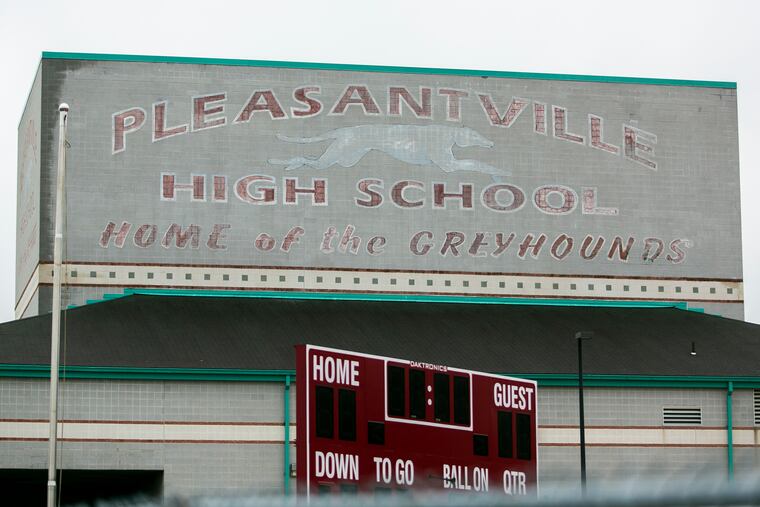 PLEASANTVILLE
HIGH SCHOOL
HOME of the GREYHOUNDS
DAKTRONICS
HOME
GUEST
DOWN TO GO BALL ON QTR